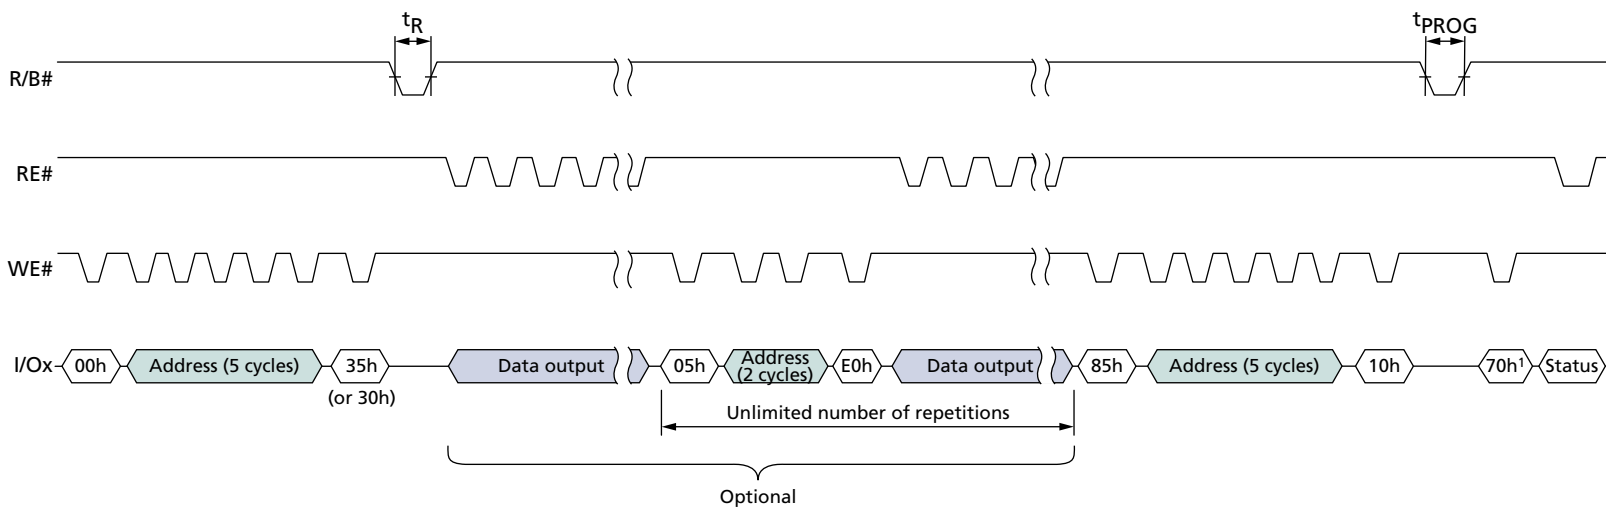 tR
tPROG
R/B#
RE#
WE#
I/Ox
00h
Address (5 cycles)
35h
(or 30h)
Data output
05h
Address
(2 cycles)
E0h
Data output
85h
Address (5 cycles)
10h
70h¹
Status
Unlimited number of repetitions
Optional